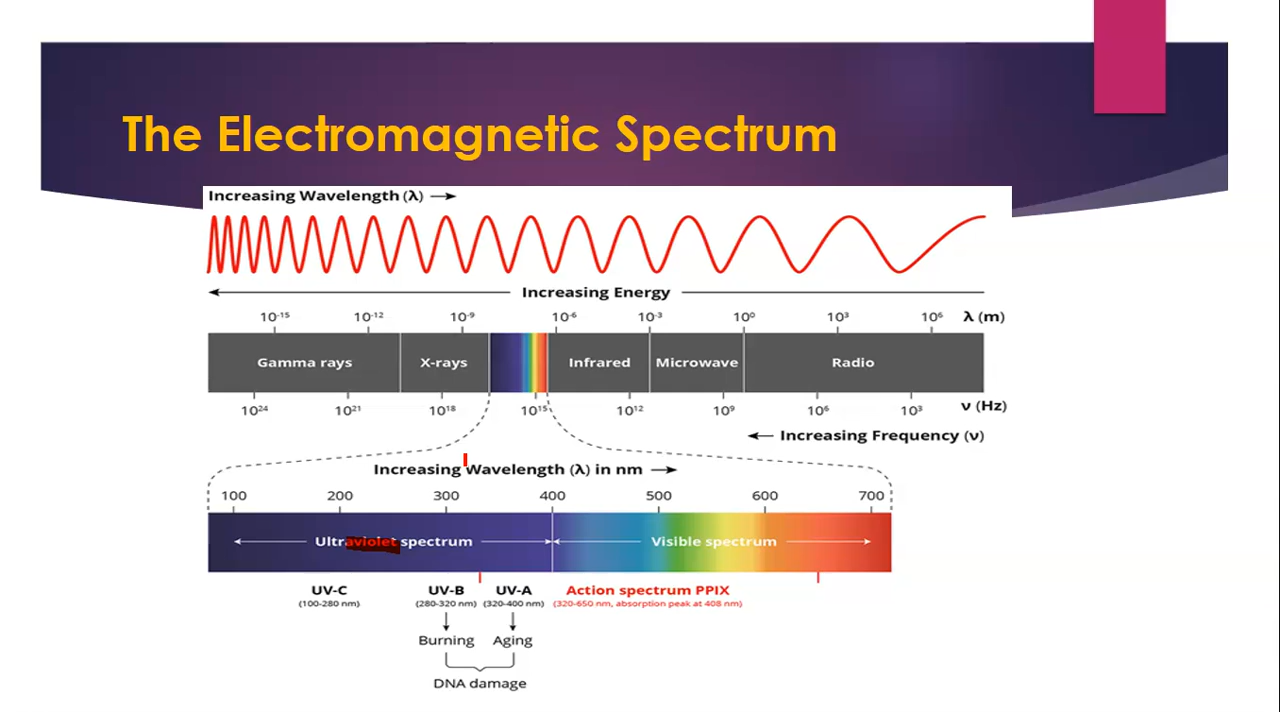 The Electromagnetic Spectrum
Increasing Wavelength (λ) →
Increasing Energy
10⁻¹⁵ 10⁻¹² 10⁻⁹ 10⁻⁶ 10⁻³ 10⁰ 10³ 10⁶ λ (m)
Gamma rays X-rays Infrared Microwave Radio
10²⁴ 10²¹ 10¹⁸ 10¹⁵ 10¹² 10⁹ 10⁶ 10³ ν (Hz)
← Increasing Frequency (ν)
Increasing Wavelength (λ) in nm →
100 200 300 400 500 600 700
Ultraviolet spectrum Visible spectrum
UV-C UV-B UV-A Action spectrum PPIX
(100-280 nm) (280-320 nm) (320-400 nm) (320-650 nm, absorption peak at 408 nm)
Burning Aging
DNA damage